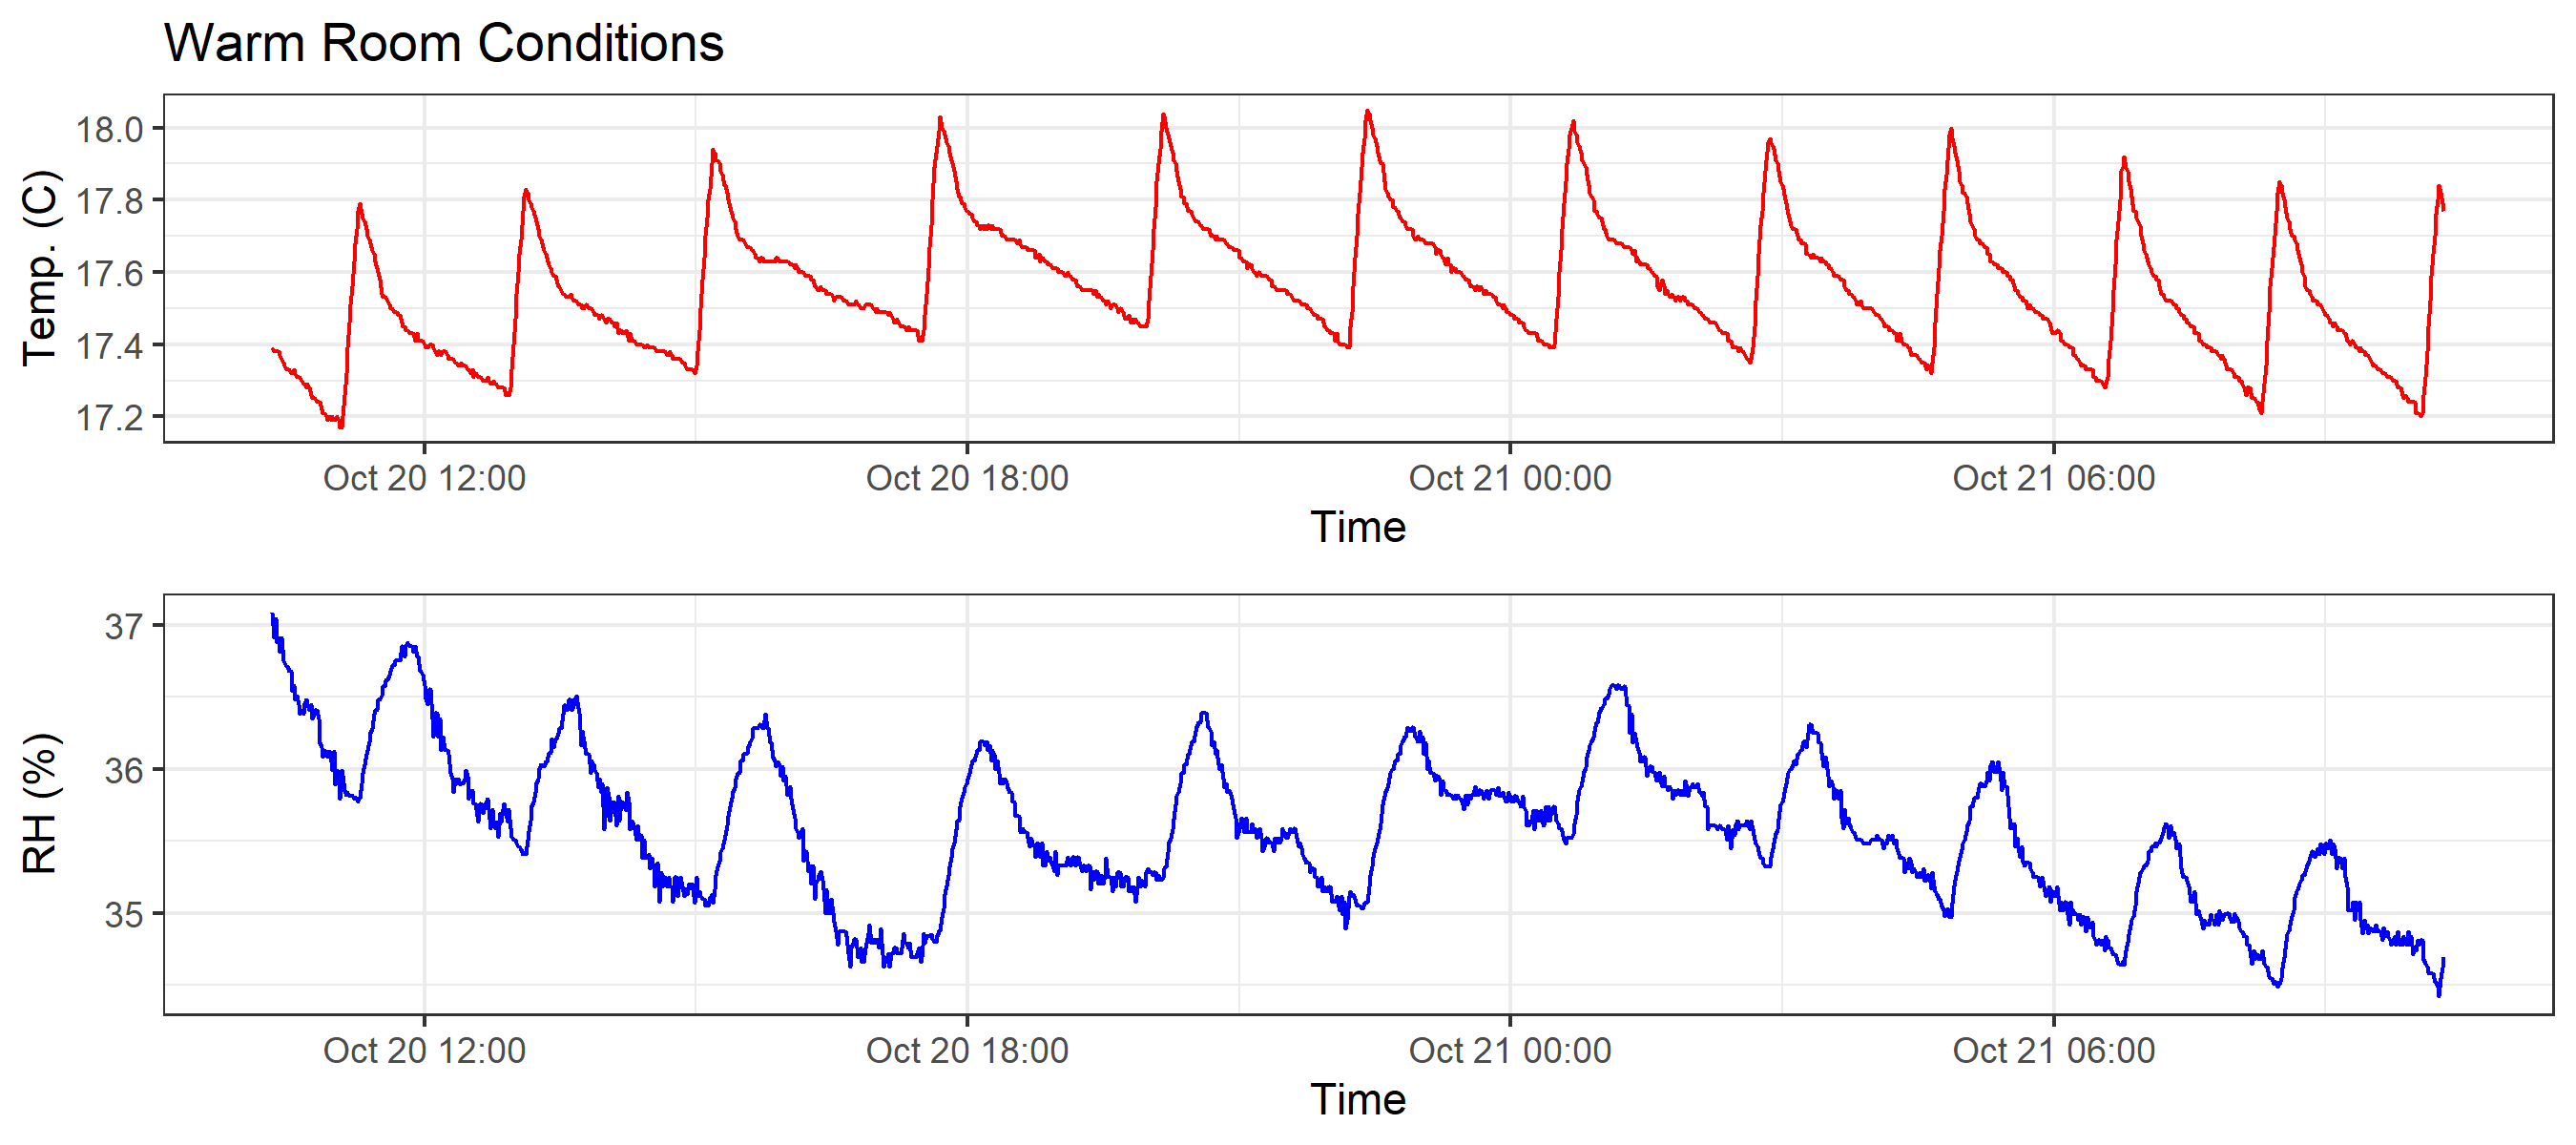 Warm Room Conditions
Temp. (C)
18.0
17.8
17.6
17.4
17.2
Oct 20 12:00 Oct 20 18:00 Oct 21 00:00 Oct 21 06:00
Time
RH (%)
37
36
35
Oct 20 12:00 Oct 20 18:00 Oct 21 00:00 Oct 21 06:00
Time